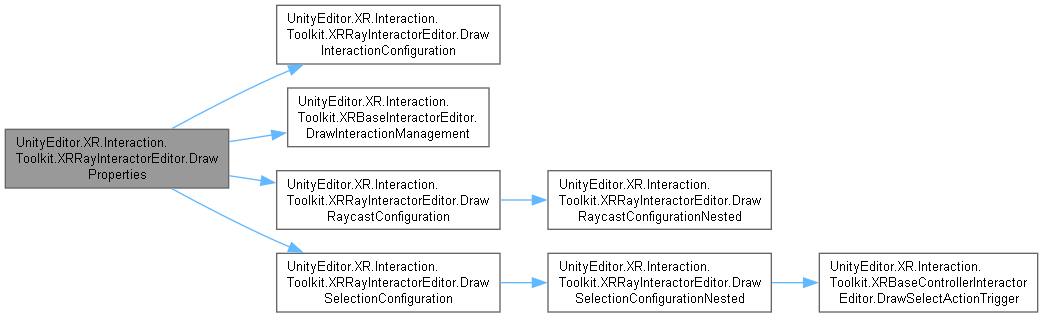 UnityEditor.XR.Interaction.
Toolkit.XRRayInteractorEditor.Draw
Properties
UnityEditor.XR.Interaction.
Toolkit.XRRayInteractorEditor.Draw
InteractionConfiguration
UnityEditor.XR.Interaction.
Toolkit.XRBaseInteractorEditor.
DrawInteractionManagement
UnityEditor.XR.Interaction.
Toolkit.XRRayInteractorEditor.Draw
RaycastConfiguration
UnityEditor.XR.Interaction.
Toolkit.XRRayInteractorEditor.Draw
RaycastConfigurationNested
UnityEditor.XR.Interaction.
Toolkit.XRRayInteractorEditor.Draw
SelectionConfiguration
UnityEditor.XR.Interaction.
Toolkit.XRRayInteractorEditor.Draw
SelectionConfigurationNested
UnityEditor.XR.Interaction.
Toolkit.XRBaseControllerInteractor
Editor.DrawSelectActionTrigger